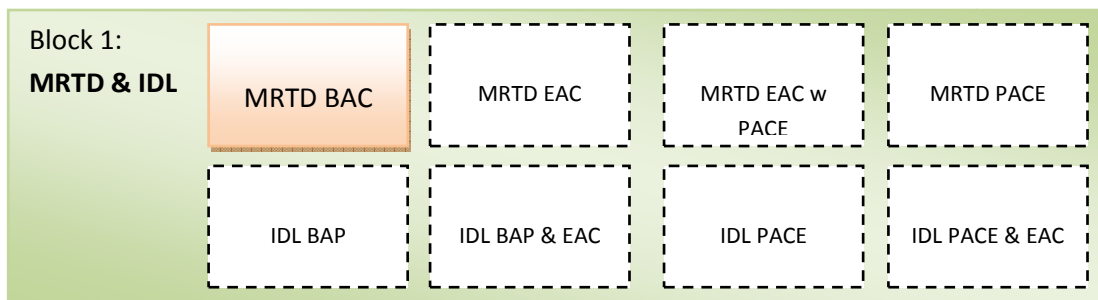 Block 1:
MRTD & IDL
MRTD BAC
MRTD EAC
MRTD EAC w
PACE
MRTD PACE
IDL BAP
IDL BAP & EAC
IDL PACE
IDL PACE & EAC